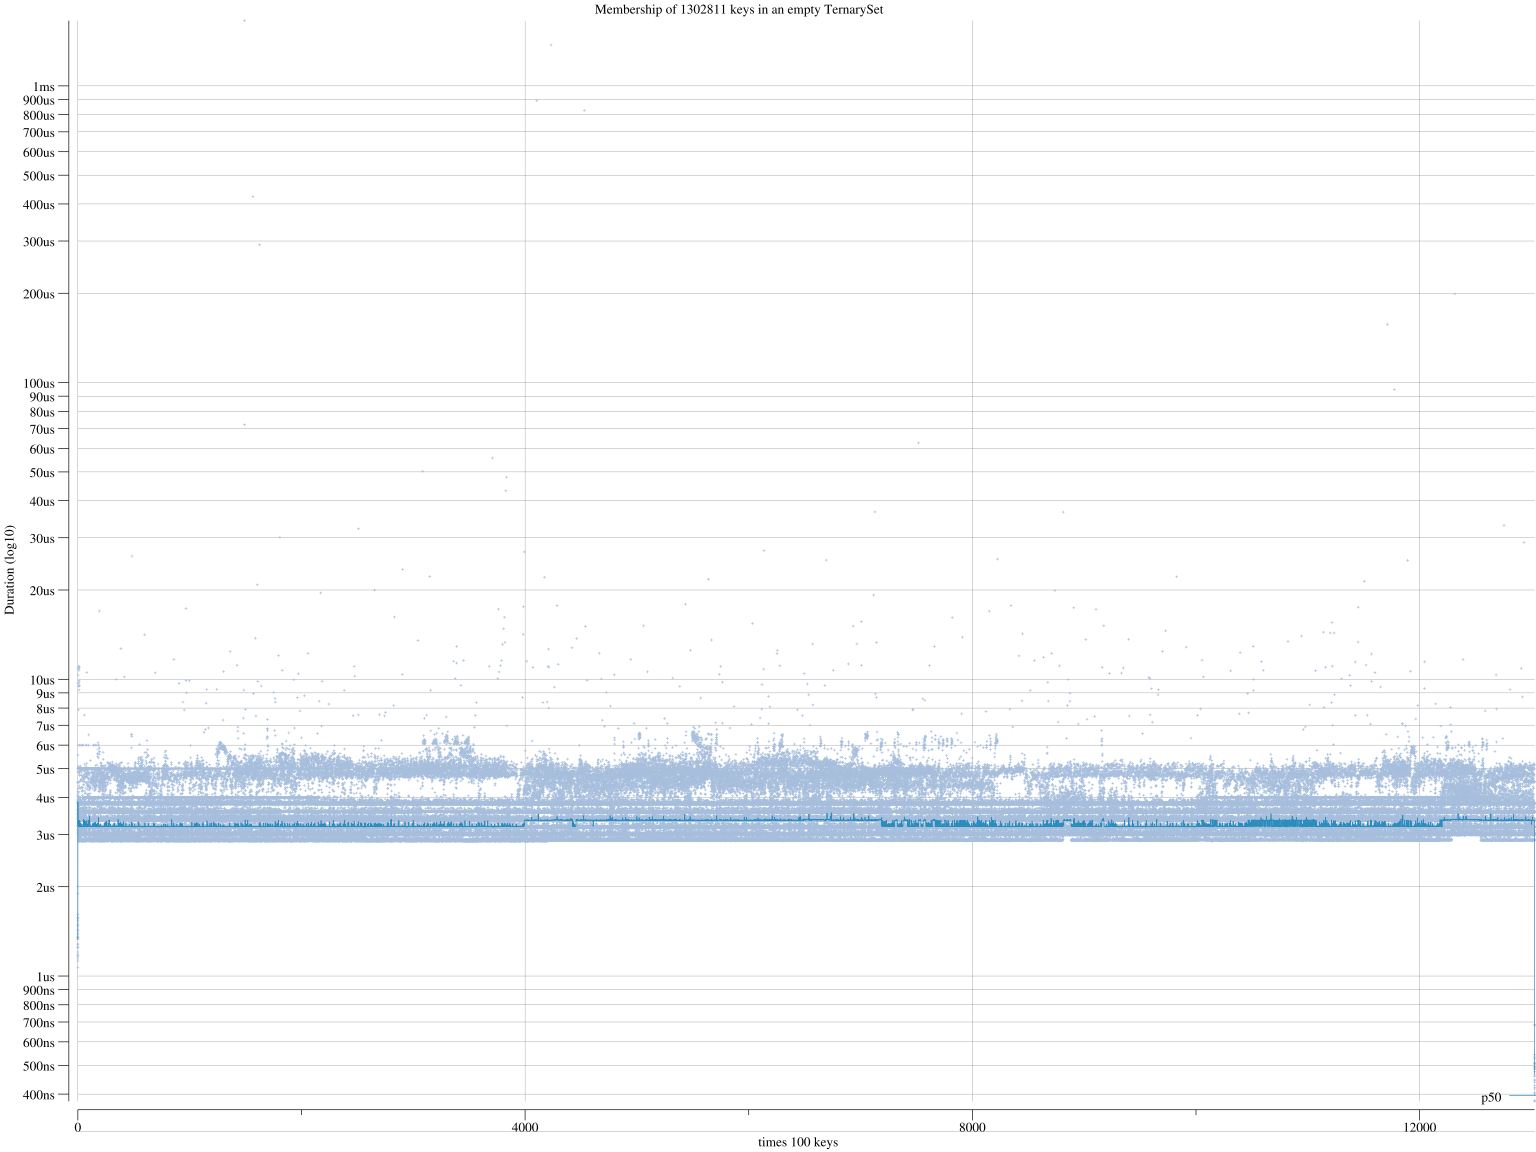 Membership of 1302811 keys in an empty TernarySet
1ms
900us
800us
700us
600us
500us
400us
300us
200us
100us
90us
80us
70us
60us
50us
40us
30us
20us
10us
9us
8us
7us
6us
5us
4us
3us
2us
1us
900ns
800ns
700ns
600ns
500ns
400ns
Duration (log10)
p50
0
4000
8000
12000
times 100 keys